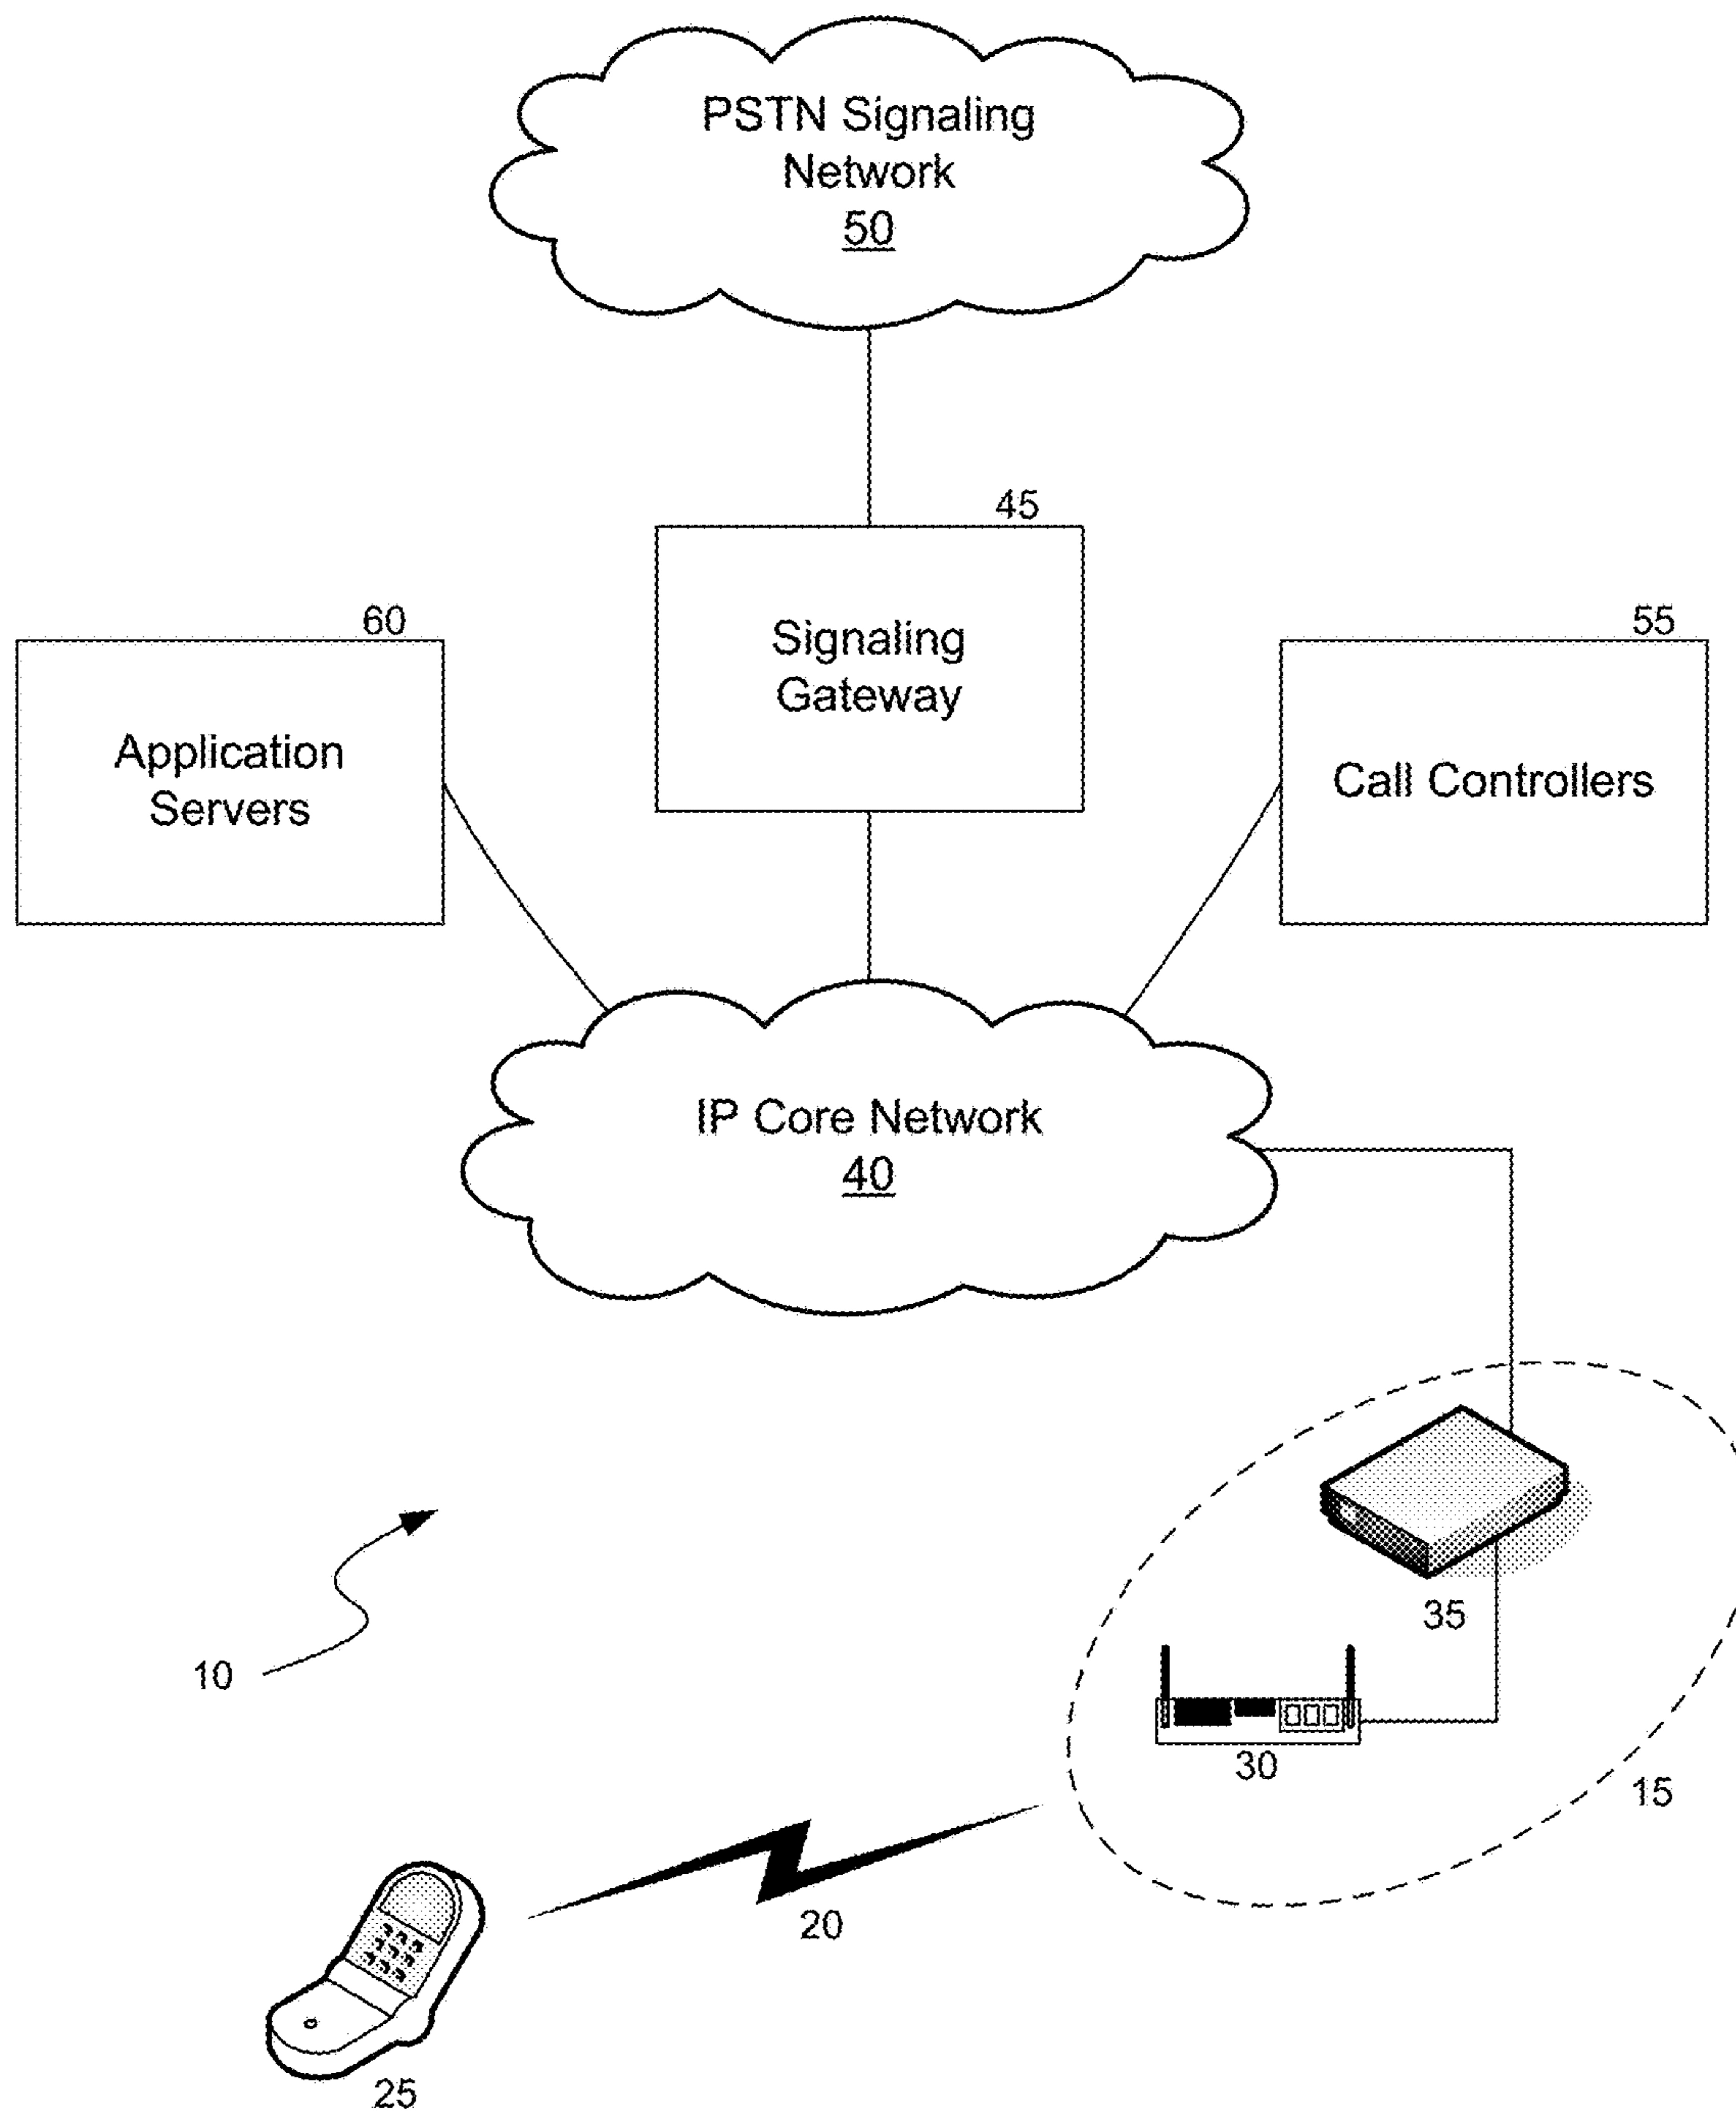 PSTN Signaling
Network
50
45
Signaling
Gateway
60
Application
Servers
55
Call Controllers
IP Core Network
40
35
10
30
15
20
25